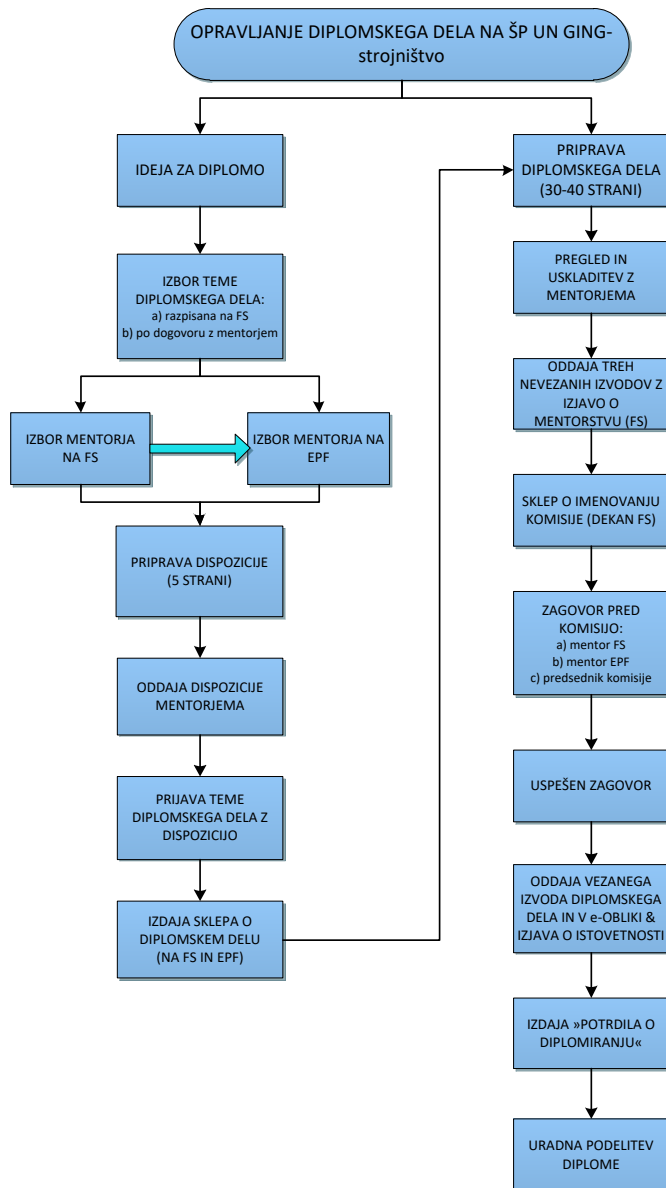 OPRAVLJANJE DIPLOMSKEGA DELA NA ŠP UN GING-
strojništvo
IDEJA ZA DIPLOMO
IZBOR TEME
DIPLOMSKEGA DELA:
a) razpisana na FS
b) po dogovoru z mentorjem
IZBOR MENTORJA
NA FS
IZBOR MENTORJA NA
EPF
PRIPRAVA DISPOZICIJE
(5 STRANI)
ODDAJA DISPOZICIJE
MENTORJEMA
PRIJAVA TEME
DIPLOMSKEGA DELA Z
DISPOZICIJO
IZDAJA SKLEPA O
DIPLOMSKEM DELU
(NA FS IN EPF)
PRIPRAVA
DIPLOMSKEGA DELA
(30-40 STRANI)
PREGLED IN
USKLADITEV Z
MENTORJEMA
ODDAJA TREH
NEVEZANIH IZVODOV Z
IZJAVO O
MENTORSTVU (FS)
SKLEP O IMENOVANJU
KOMISIJE (DEKAN FS)
ZAGOVOR PRED
KOMISIJO:
a) mentor FS
b) mentor EPF
c) predsednik komisije
USPEŠEN ZAGOVOR
ODDAJA VEZANEGA
IZVODA DIPLOMSKEGA
DELA IN V e-OBLIKI &
IZJAVA O ISTOVETNOSTI
IZDAJA »POTRDILA O
DIPLOMIRANJU«
URADNA PODELITEV
DIPLOME